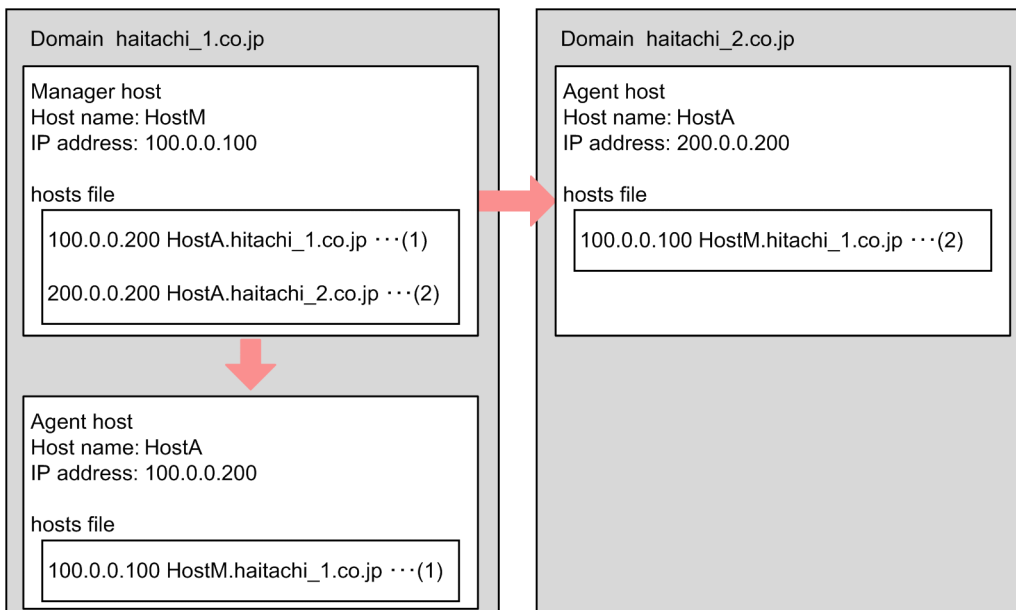 Domain  haitachi_1.co.jp
Manager host
Host name: HostM
IP address: 100.0.0.100
hosts file
100.0.0.200 HostA.hitachi_1.co.jp ･･･(1)
200.0.0.200 HostA.haitachi_2.co.jp ･･･(2)
Agent host
Host name: HostA
IP address: 100.0.0.200
hosts file
100.0.0.100 HostM.haitachi_1.co.jp ･･･(1)
Domain  haitachi_2.co.jp
Agent host
Host name: HostA
IP address: 200.0.0.200
hosts file
100.0.0.100 HostM.hitachi_1.co.jp ･･･(2)